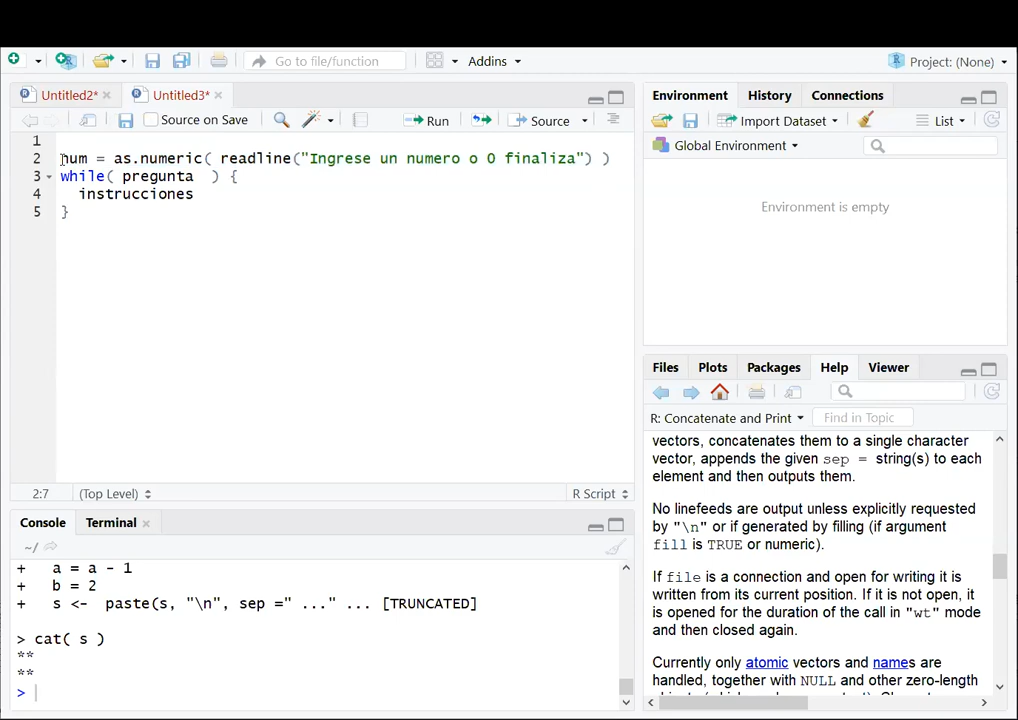 Go to file/function
Addins
Project: (None)
Untitled2*
Untitled3*
Source on Save
Run
Source
1
2 num = as.numeric( readline("Ingrese un numero o 0 finaliza") )
3 while( pregunta ) {
4 instrucciones
5 }
2:7
(Top Level)
R Script
Console
Terminal
~/
+ a = a - 1
+ b = 2
+ s <- paste(s, "\n", sep =" ..." ... [TRUNCATED]
> cat( s )
**
**
>
Environment
History
Connections
Import Dataset
List
Global Environment
Environment is empty
Files
Plots
Packages
Help
Viewer
R: Concatenate and Print
Find in Topic
vectors, concatenates them to a single character
vector, appends the given sep = string(s) to each
element and then outputs them.
No linefeeds are output unless explicitly requested
by "\n" or if generated by filling (if argument
fill is TRUE or numeric).
If file is a connection and open for writing it is
written from its current position. If it is not open, it
is opened for the duration of the call in "wt" mode
and then closed again.
Currently only atomic vectors and names are
handled, together with NULL and other zero-length